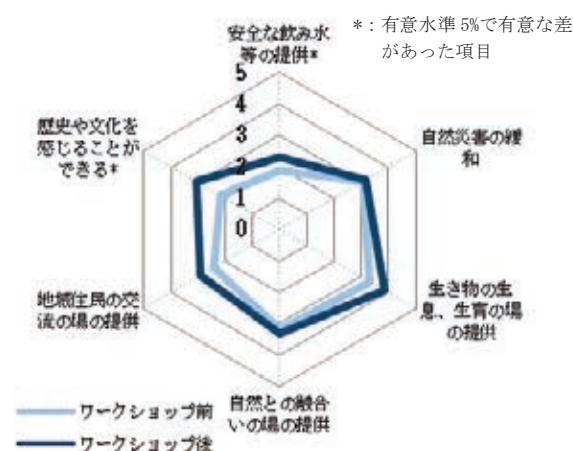 安全な飲み水
等の提供*
*：有意水準 5%で有意な差
があった項目
5
4
3
2
1
0
歴史や文化を
感じることが
できる*
自然災害の緩
和
地域住民の交
流の場の提供
生き物の生
息、生育の場
の提供
自然との融合
いの場の提供
ワークショップ前
ワークショップ後